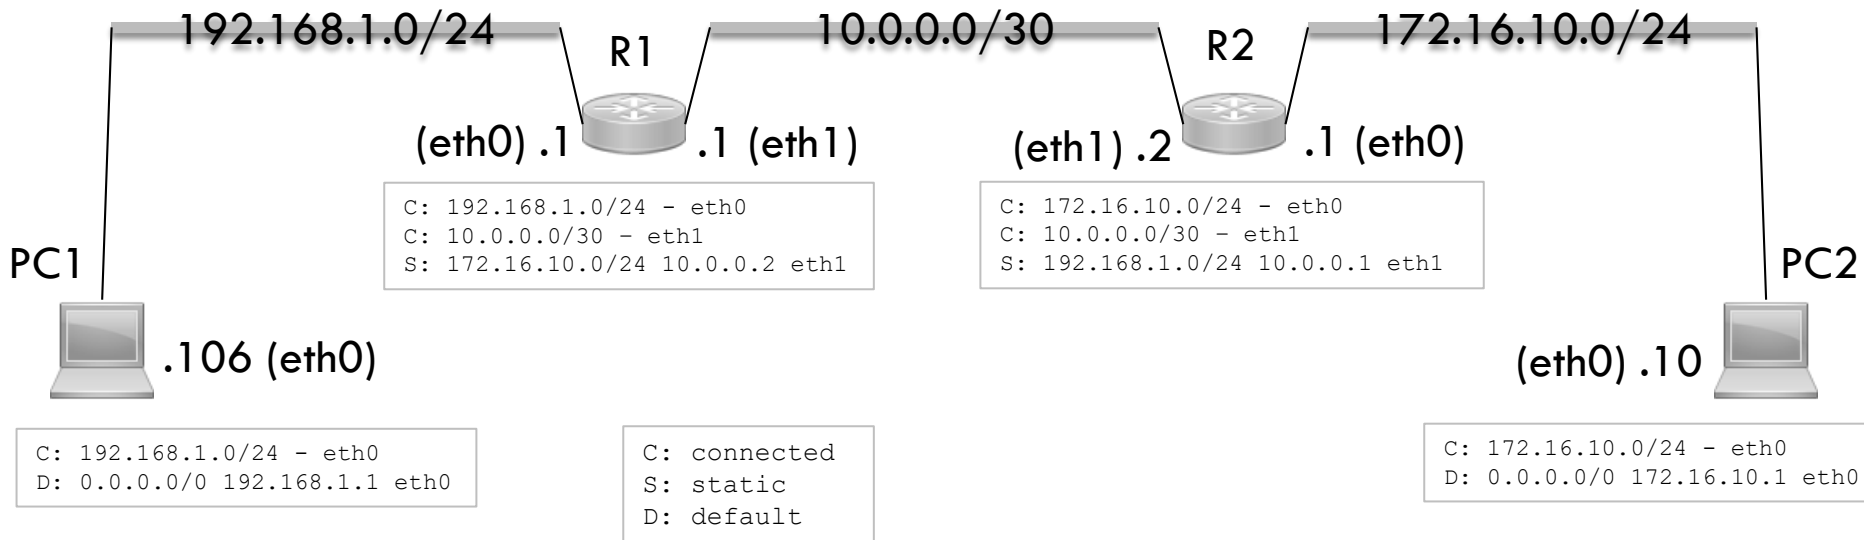 192.168.1.0/24
10.0.0.0/30
172.16.10.0/24
R1
R2
(eth0) .1
.1 (eth1)
(eth1) .2
.1 (eth0)
C: 192.168.1.0/24 - eth0
C: 10.0.0.0/30 – eth1
S: 172.16.10.0/24 10.0.0.2 eth1
C: 172.16.10.0/24 - eth0
C: 10.0.0.0/30 – eth1
S: 192.168.1.0/24 10.0.0.1 eth1
PC1
PC2
.106 (eth0)
(eth0) .10
C: 192.168.1.0/24 - eth0
D: 0.0.0.0/0 192.168.1.1 eth0
C: connected
S: static
D: default
C: 172.16.10.0/24 - eth0
D: 0.0.0.0/0 172.16.10.1 eth0